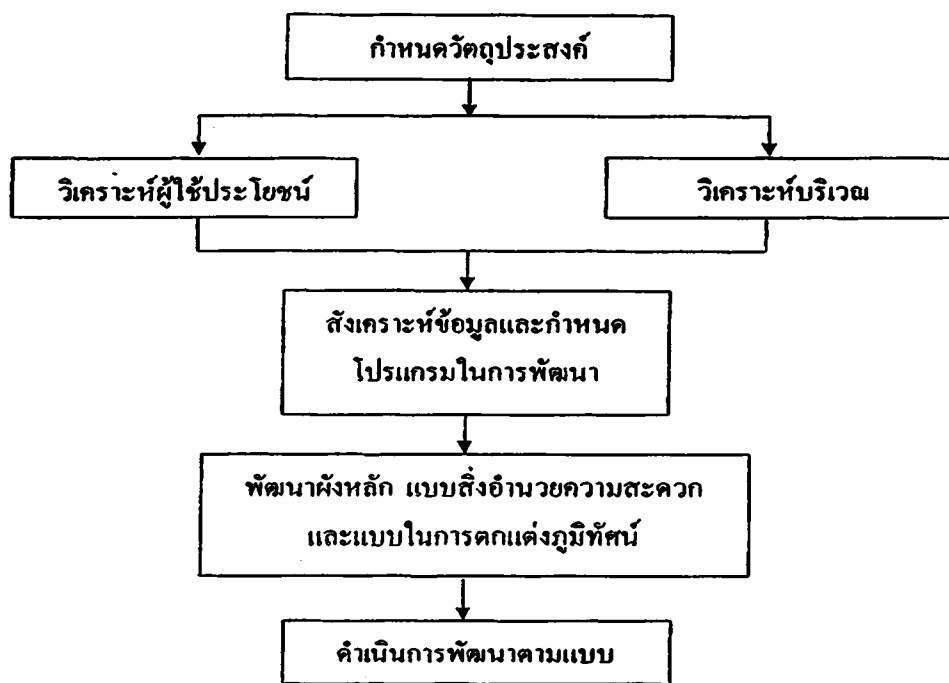 กำหนดวัตถุประสงค์
วิเคราะห์ผู้ใช้ประโยชน์
วิเคราะห์บริเวณ
สังเคราะห์ข้อมูลและกำหนด
โปรแกรมในการพัฒนา
พัฒนาผังหลัก แบบสิ่งอำนวยความสะดวก
และแบบในการตกแต่งภูมิทัศน์
ดำเนินการพัฒนาตามแบบ